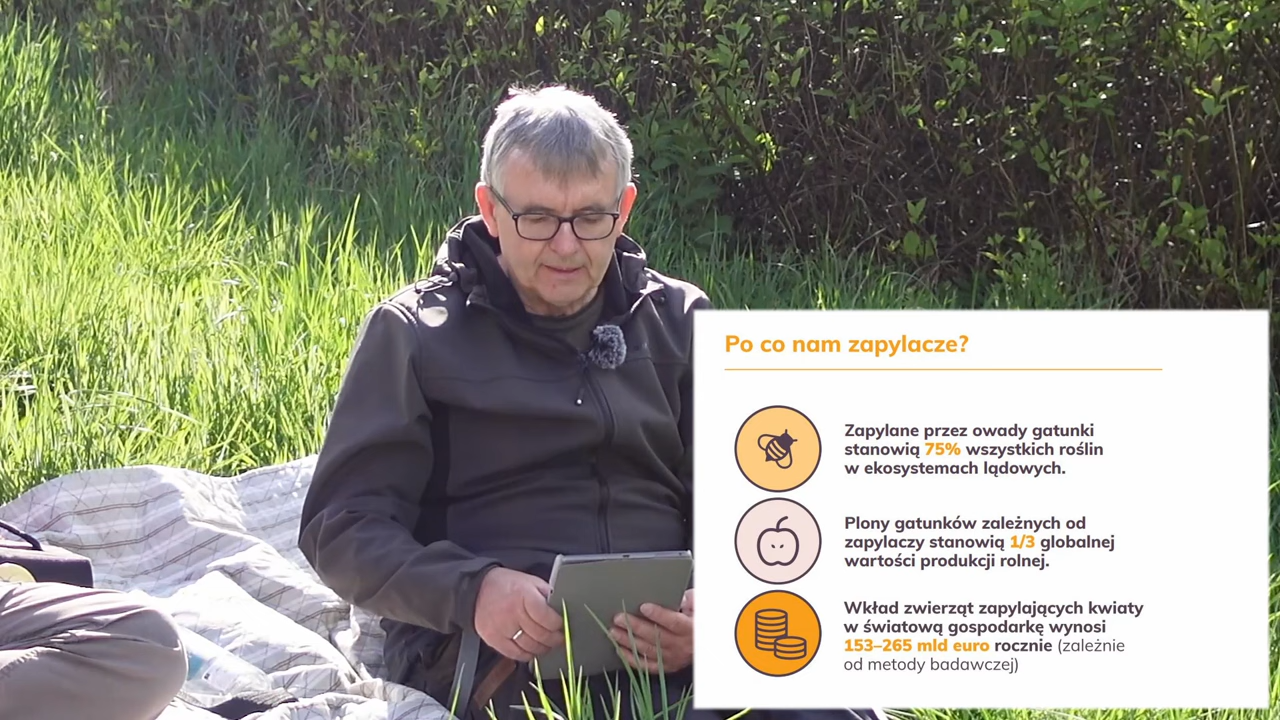 Po co nam zapylacze?
Zapylane przez owady gatunki
stanowią 75% wszystkich roślin
w ekosystemach lądowych.
Plony gatunków zależnych od
zapylaczy stanowią 1/3 globalnej
wartości produkcji rolnej.
Wkład zwierząt zapylających kwiaty
w światową gospodarkę wynosi
153–265 mld euro rocznie (zależnie
od metody badawczej)